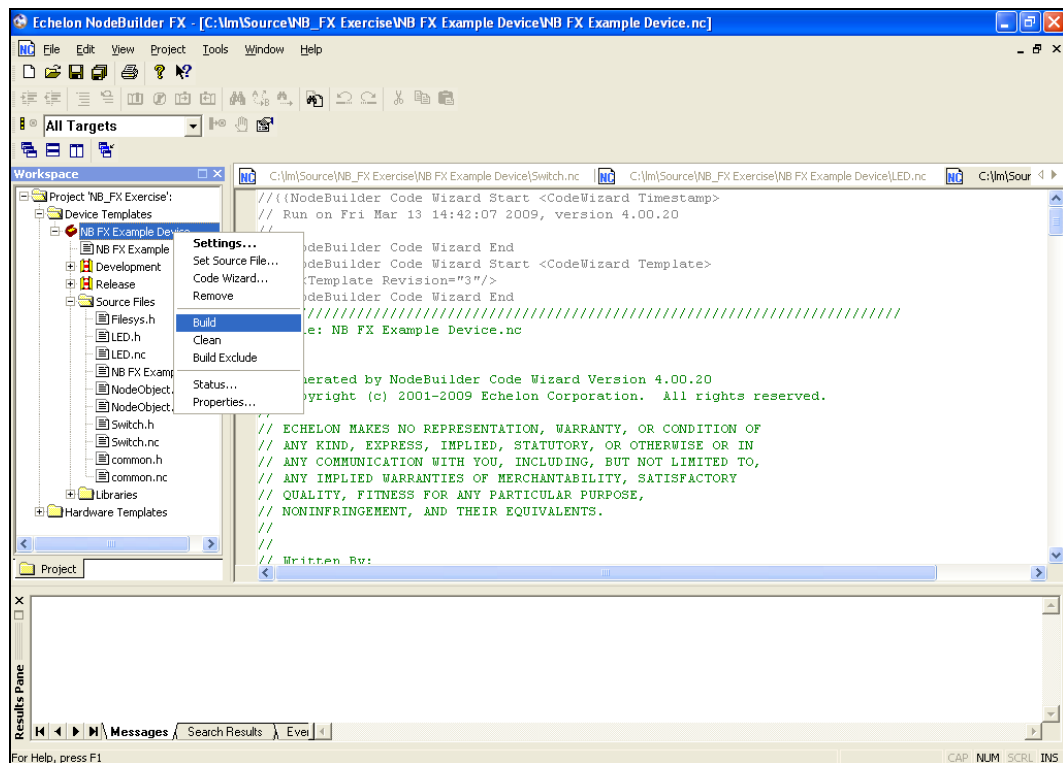 Echelon NodeBuilder FX - [C:\lm\Source\NB_FX Exercise\NB FX Example Device\NB FX Example Device.nc]
NC File Edit View Project Tools Window Help
All Targets
Workspace
Project 'NB_FX Exercise':
Device Templates
NB FX Example Device
NB FX Example
Development
Release
Source Files
Filesys.h
LED.h
LED.nc
NB FX Examp
NodeObject.
NodeObject.
Switch.h
Switch.nc
common.h
common.nc
Libraries
Hardware Templates
Project
Settings...
Set Source File...
Code Wizard...
Remove
Build
Clean
Build Exclude
Status...
Properties...
NC C:\lm\Source\NB_FX Exercise\NB FX Example Device\Switch.nc NC C:\lm\Source\NB_FX Exercise\NB FX Example Device\LED.nc NC C:\lm\Sour
//{{NodeBuilder Code Wizard Start <CodeWizard Timestamp>
// Run on Fri Mar 13 14:42:07 2009, version 4.00.20
//
odeBuilder Code Wizard End
odeBuilder Code Wizard Start <CodeWizard Template>
<Template Revision="3"/>
odeBuilder Code Wizard End
//////////////////////////////////////////////////////////////////////////
e: NB FX Example Device.nc
nerated by NodeBuilder Code Wizard Version 4.00.20
pyright (c) 2001-2009 Echelon Corporation. All rights reserved.
//
// ECHELON MAKES NO REPRESENTATION, WARRANTY, OR CONDITION OF
// ANY KIND, EXPRESS, IMPLIED, STATUTORY, OR OTHERWISE OR IN
// ANY COMMUNICATION WITH YOU, INCLUDING, BUT NOT LIMITED TO,
// ANY IMPLIED WARRANTIES OF MERCHANTABILITY, SATISFACTORY
// QUALITY, FITNESS FOR ANY PARTICULAR PURPOSE,
// NONINFRINGEMENT, AND THEIR EQUIVALENTS.
//
//
// Written By:
Results Pane
Messages Search Results Eve
For Help, press F1
CAP NUM SCRL INS